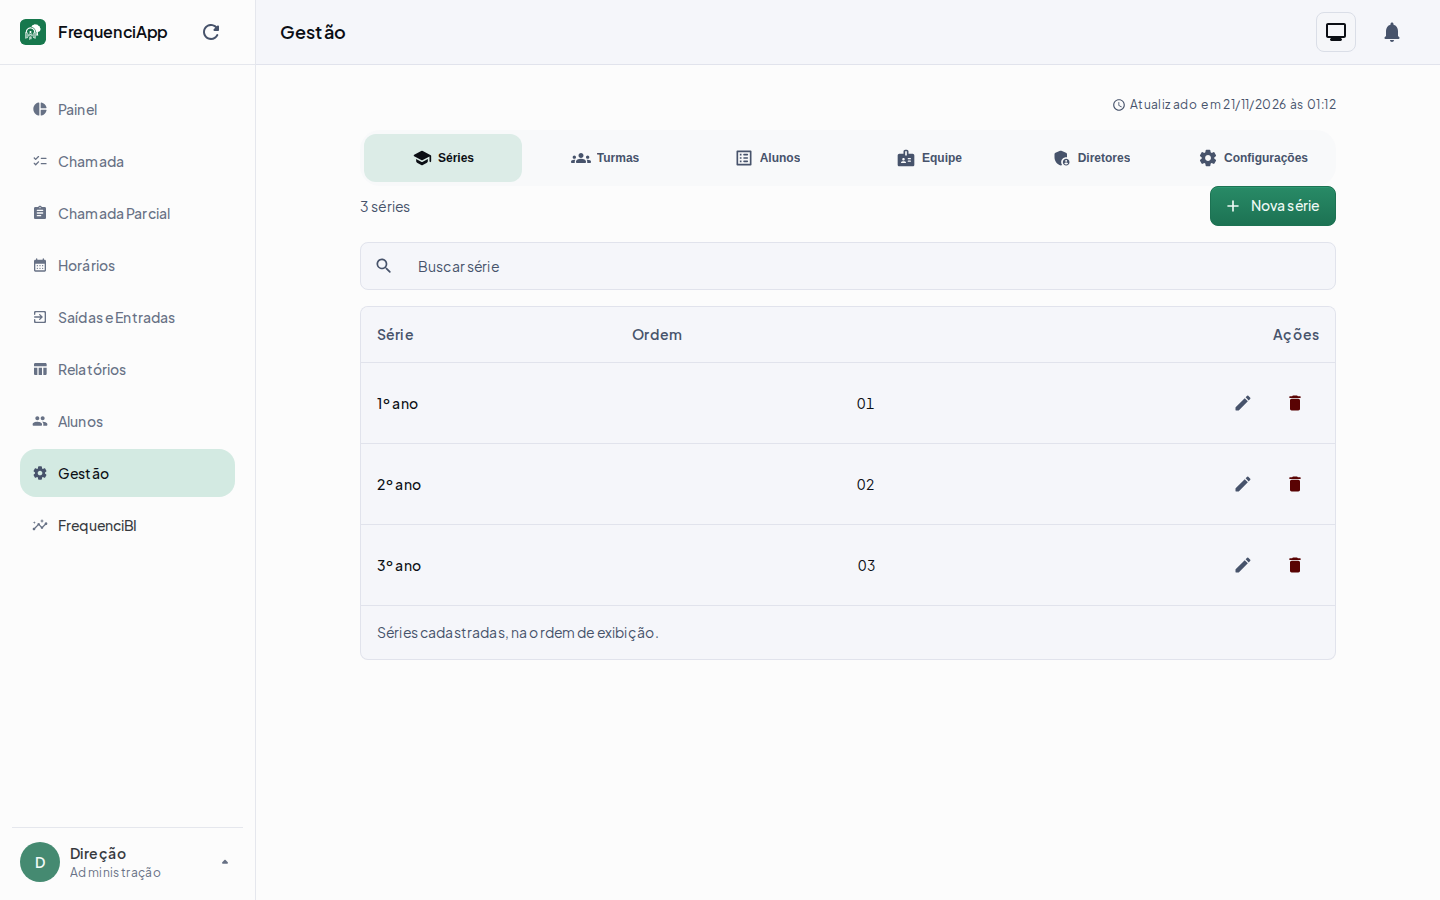 FrequenciApp
Gestão
Painel
Chamada
Chamada Parcial
Horários
Saídas e Entradas
Relatórios
Alunos
Gestão
FrequenciBI
Direção
D
Administração
Atualizado em 21/11/2026 às 01:12
Séries Turmas Alunos Equipe Diretores Configurações
3 séries
Nova série
Buscar série
Série Ordem Ações
1º ano 01
2º ano 02
3º ano 03
Séries cadastradas, na ordem de exibição.